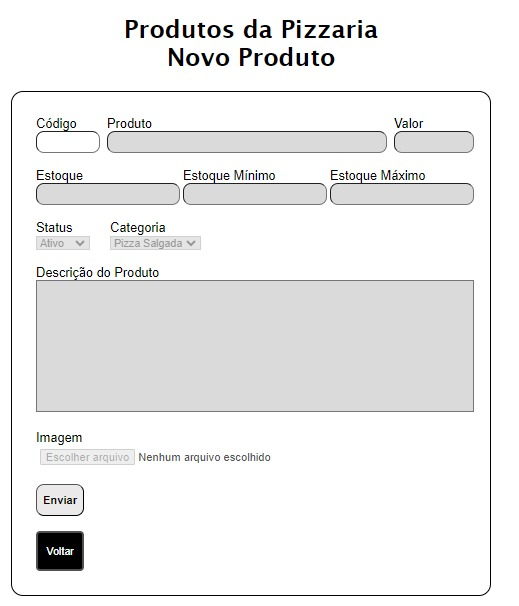 Produtos da Pizzaria
Novo Produto
Código Produto Valor
Estoque Estoque Mínimo Estoque Máximo
Status Categoria
Ativo Pizza Salgada
Descrição do Produto
Imagem
Escolher arquivo Nenhum arquivo escolhido
Enviar
Voltar